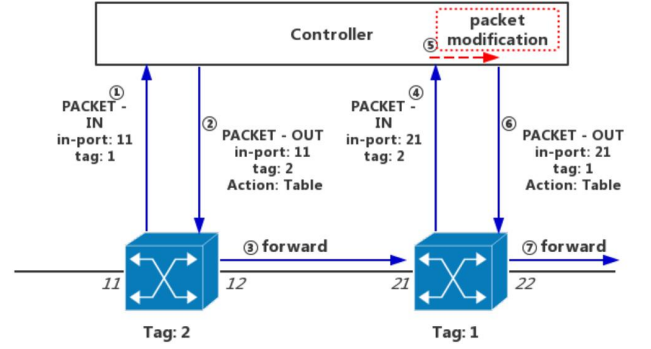 packet
modification
Controller
⑤
①
PACKET -
IN
in-port: 11
tag: 1
②
PACKET - OUT
in-port: 11
tag: 2
Action: Table
④
PACKET -
IN
in-port: 21
tag: 2
⑥
PACKET - OUT
in-port: 21
tag: 1
Action: Table
③ forward
⑦ forward
11
12
21
22
Tag: 2
Tag: 1